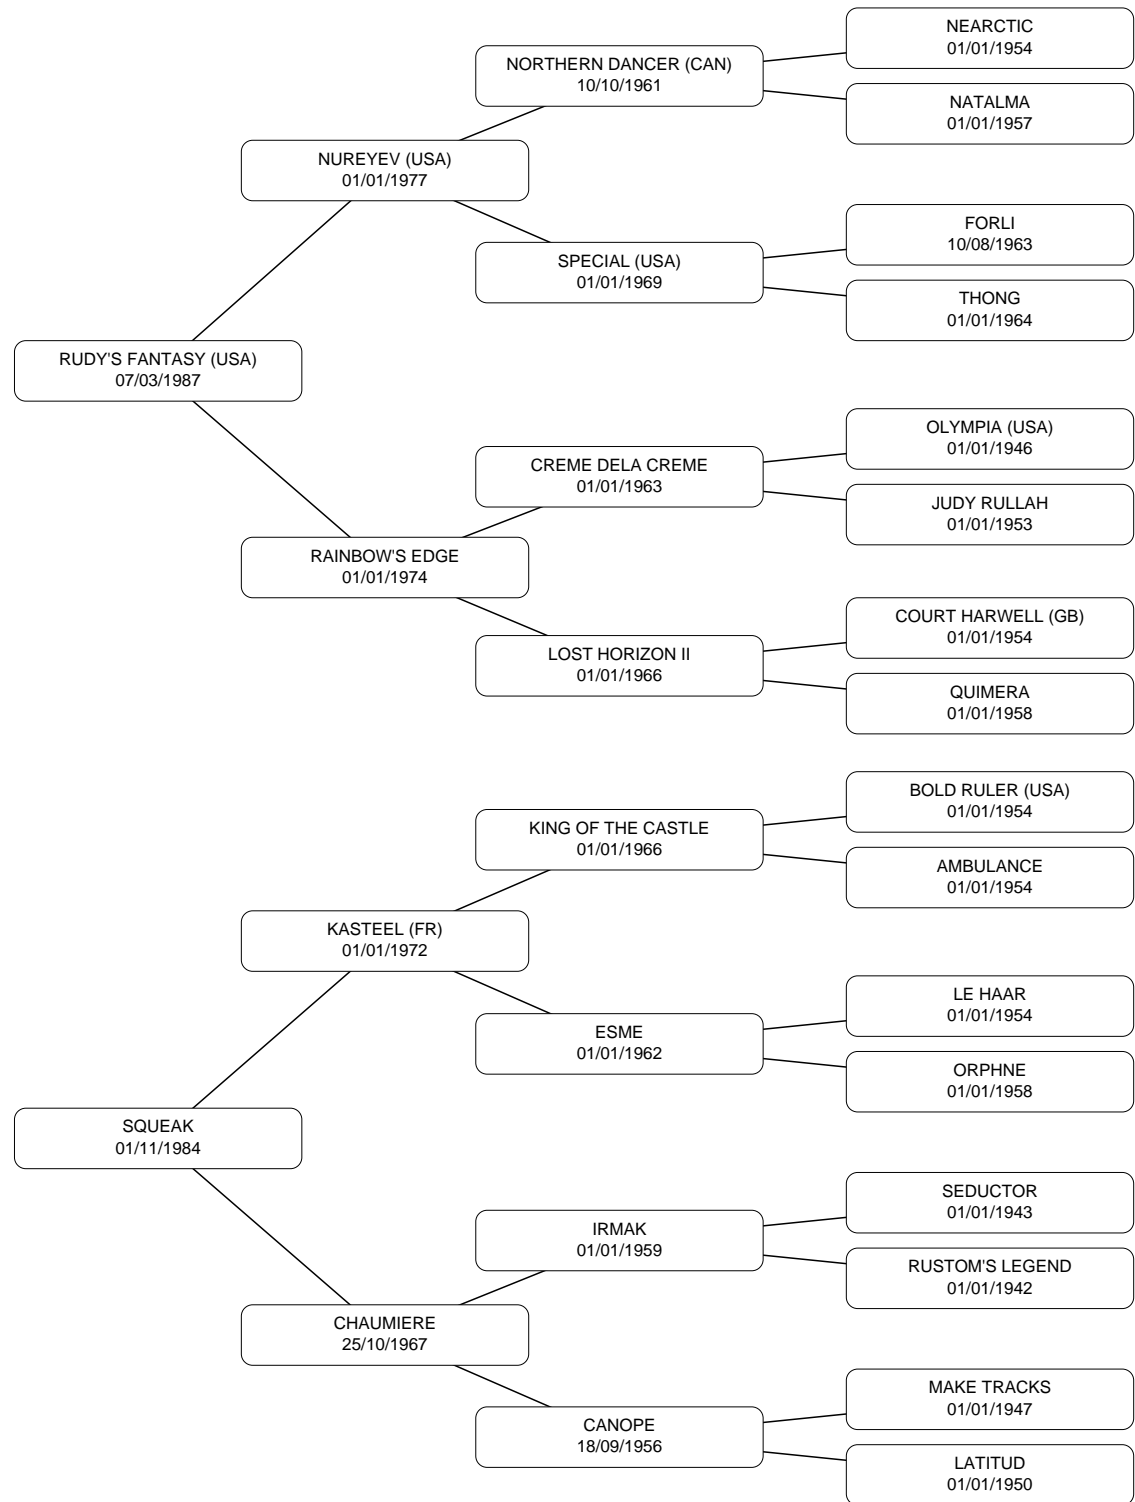 NEARCTIC
01/01/1954
NORTHERN DANCER (CAN)
10/10/1961
NATALMA
01/01/1957
NUREYEV (USA)
01/01/1977
FORLI
10/08/1963
SPECIAL (USA)
01/01/1969
THONG
01/01/1964
RUDY'S FANTASY (USA)
07/03/1987
OLYMPIA (USA)
01/01/1946
CREME DELA CREME
01/01/1963
JUDY RULLAH
01/01/1953
RAINBOW'S EDGE
01/01/1974
COURT HARWELL (GB)
01/01/1954
LOST HORIZON II
01/01/1966
QUIMERA
01/01/1958
BOLD RULER (USA)
01/01/1954
KING OF THE CASTLE
01/01/1966
AMBULANCE
01/01/1954
KASTEEL (FR)
01/01/1972
LE HAAR
01/01/1954
ESME
01/01/1962
ORPHNE
01/01/1958
SQUEAK
01/11/1984
SEDUCTOR
01/01/1943
IRMAK
01/01/1959
RUSTOM'S LEGEND
01/01/1942
CHAUMIERE
25/10/1967
MAKE TRACKS
01/01/1947
CANOPE
18/09/1956
LATITUD
01/01/1950